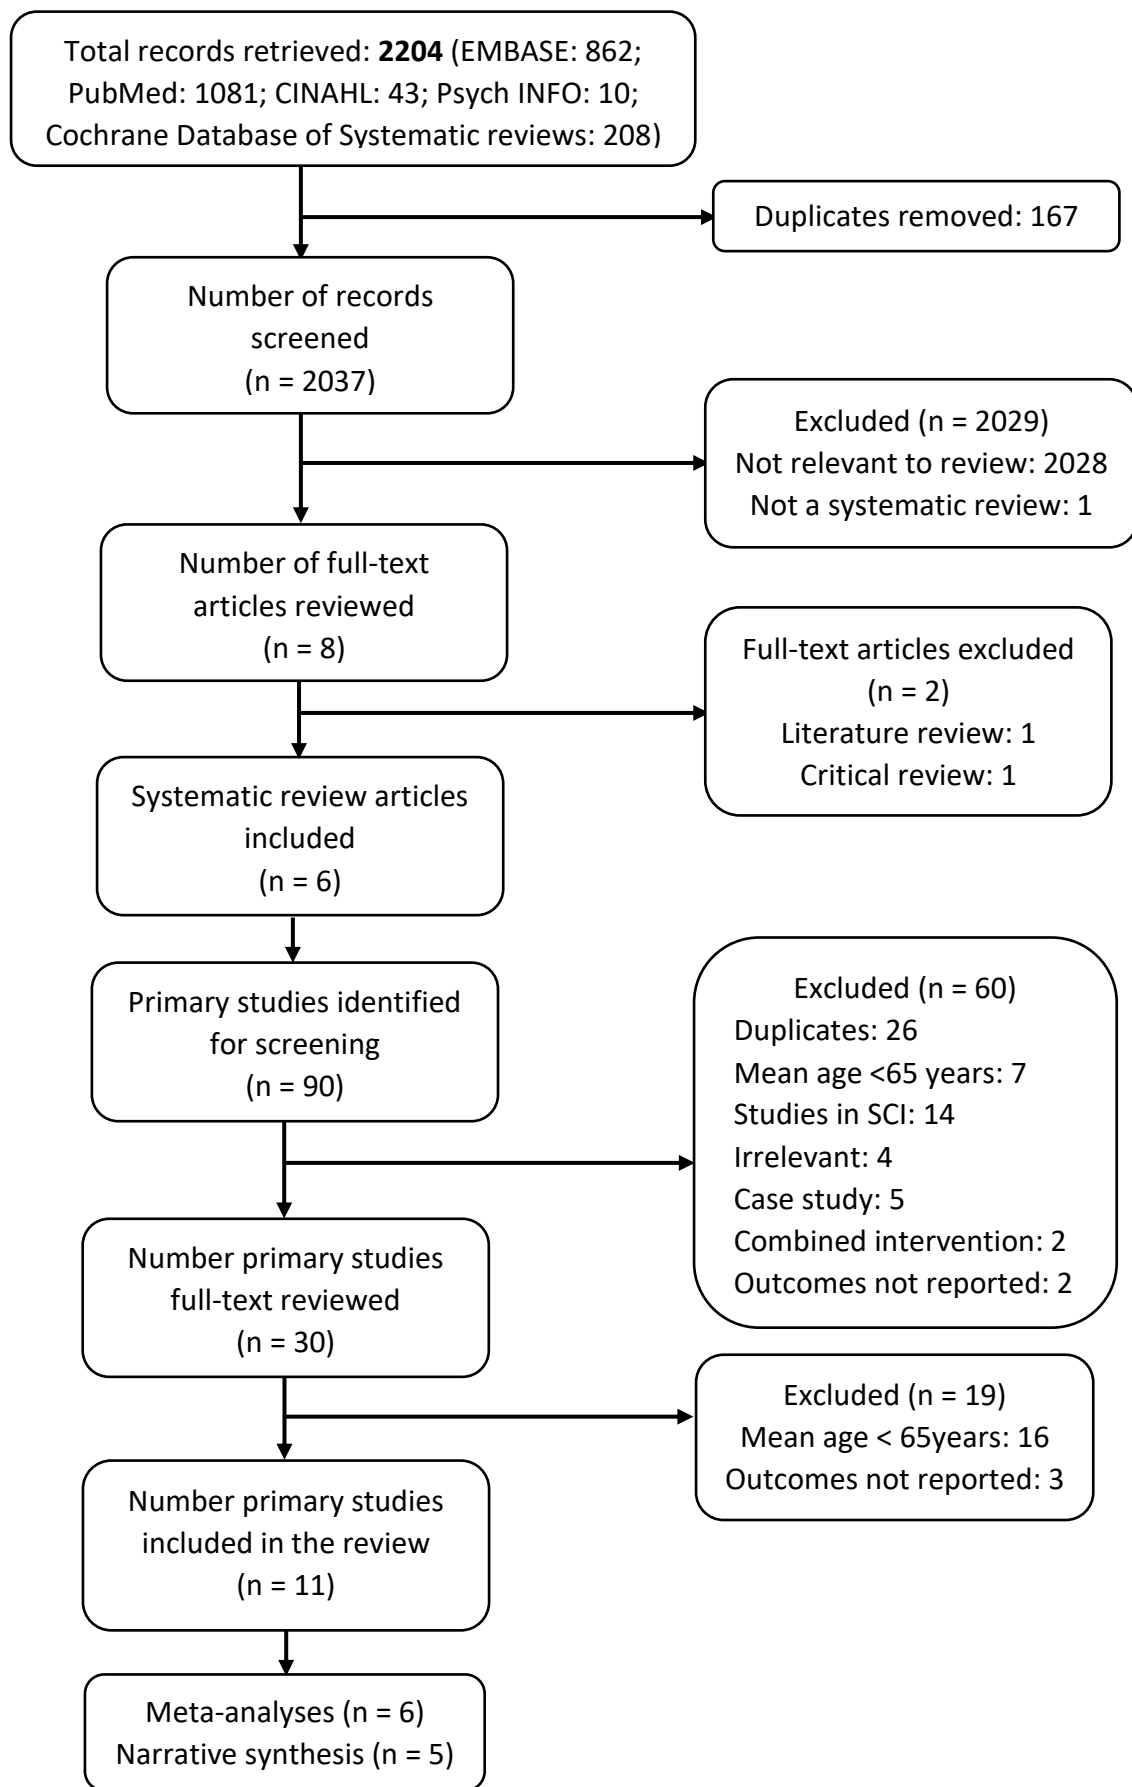 Total records retrieved: 2204 (EMBASE: 862;
PubMed: 1081; CINAHL: 43; Psych INFO: 10;
Cochrane Database of Systematic reviews: 208)
Duplicates removed: 167
Number of records
screened
(n = 2037)
Excluded (n = 2029)
Not relevant to review: 2028
Not a systematic review: 1
Number of full-text
articles reviewed
(n = 8)
Full-text articles excluded
(n = 2)
Literature review: 1
Critical review: 1
Systematic review articles
included
(n = 6)
Primary studies identified
for screening
(n = 90)
Excluded (n = 60)
Duplicates: 26
Mean age <65 years: 7
Studies in SCI: 14
Irrelevant: 4
Case study: 5
Combined intervention: 2
Outcomes not reported: 2
Number primary studies
full-text reviewed
(n = 30)
Excluded (n = 19)
Mean age < 65years: 16
Outcomes not reported: 3
Number primary studies
included in the review
(n = 11)
Meta-analyses (n = 6)
Narrative synthesis (n = 5)